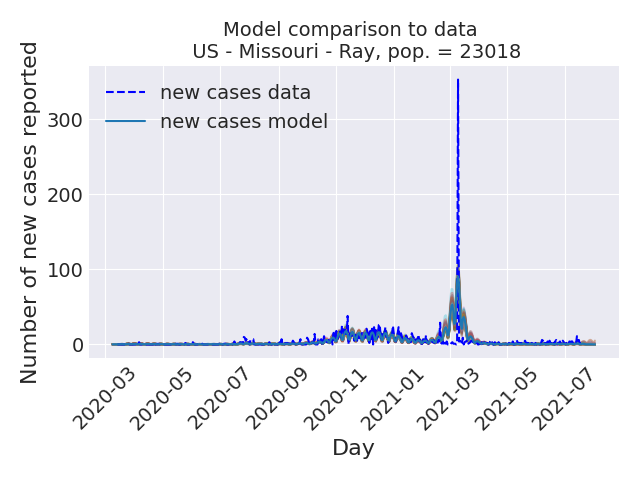 Model comparison to data
US - Missouri - Ray, pop. = 23018
new cases data
new cases model
Number of new cases reported
300
200
100
0
2020-03
2020-05
2020-07
2020-09
2020-11
2021-01
2021-03
2021-05
2021-07
Day